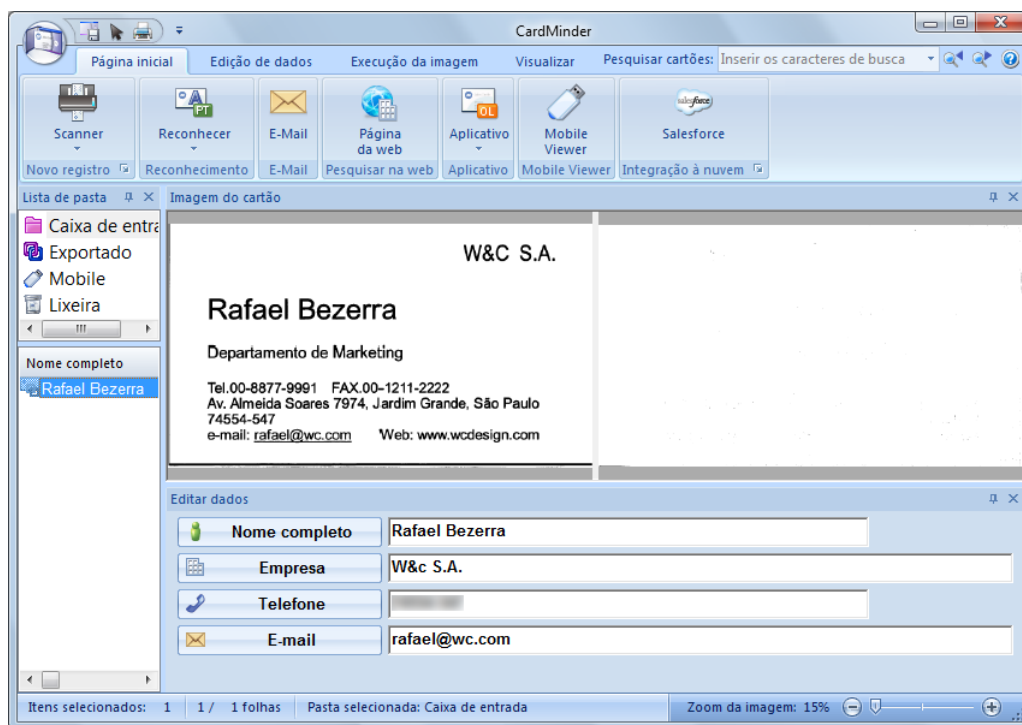 CardMinder
Página inicial
Edição de dados
Execução da imagem
Visualizar
Pesquisar cartões:
Inserir os caracteres de busca
A
PT
OL
salesforce
Scanner
Reconhecer
E-Mail
Página
da web
Aplicativo
Mobile
Viewer
Salesforce
Novo registro
Reconhecimento
E-Mail
Pesquisar na web
Aplicativo
Mobile Viewer
Integração à nuvem
Lista de pasta
Imagem do cartão
Caixa de entra
Exportado
Mobile
Lixeira
Nome completo
Rafael Bezerra
W&C S.A.
Rafael Bezerra
Departamento de Marketing
Tel.00-8877-9991 FAX.00-1211-2222
Av. Almeida Soares 7974, Jardim Grande, São Paulo
74554-547
e-mail: rafael@wc.com Web: www.wcdesign.com
Editar dados
Nome completo Rafael Bezerra
Empresa W&c S.A.
Telefone
E-mail rafael@wc.com
Itens selecionados: 1 1 / 1 folhas Pasta selecionada: Caixa de entrada Zoom da imagem: 15%